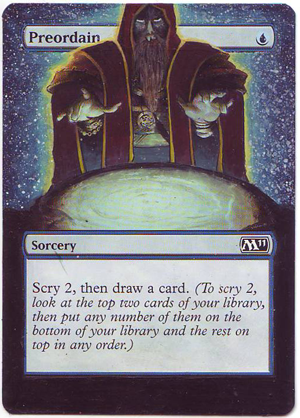 Preordain
Sorcery
M11
Scry 2, then draw a card. (To scry 2,
look at the top two cards of your library,
then put any number of them on the
bottom of your library and the rest on
top in any order.)